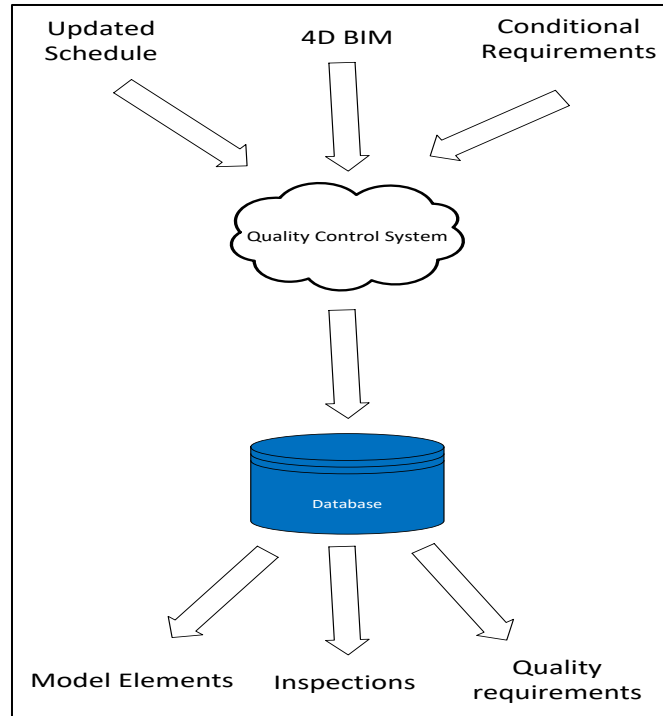 Updated
Schedule
4D BIM
Conditional
Requirements
Quality Control System
Database
Model Elements
Inspections
Quality
requirements